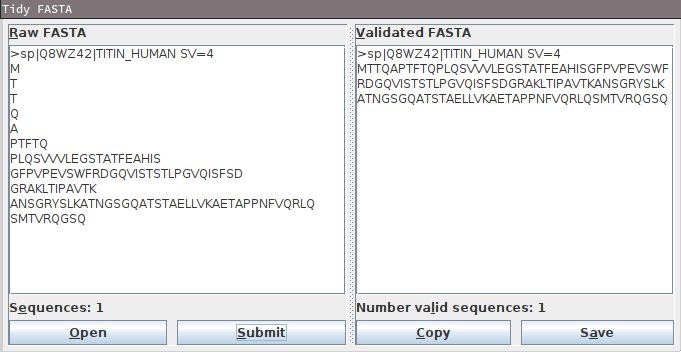 Tidy FASTA
Raw FASTA
>sp|Q8WZ42|TITIN_HUMAN SV=4
M
T
T
Q
A
PTFTQ
PLQSVVVLEGSTATFEAHIS
GFPVPEVSWFRDGQVISTSTLPGVQISFSD
GRAKLTIPAVTK
ANSGRYSLKATNGSGQATSTAELLVKAETAPPNFVQRLQ
SMTVRQGSQ
Sequences: 1
Open
Submit
Validated FASTA
>sp|Q8WZ42|TITIN_HUMAN SV=4
MTTQAPTFTQPLQSVVVLEGSTATFEAHISGFPVPEVSWF
RDGQVISTSTLPGVQISFSDGRAKLTIPAVTKANSGRYSLK
ATNGSGQATSTAELLVKAETAPPNFVQRLQSMTVRQGSQ
Number valid sequences: 1
Copy
Save